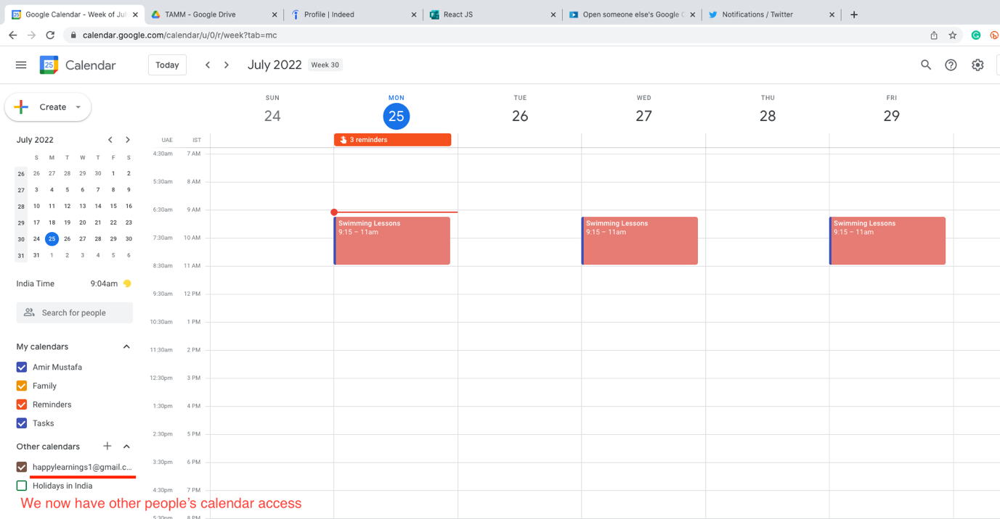 Google Calendar - Week of Jul
TAMM - Google Drive
Profile | Indeed
React JS
Open someone else's Google C
Notifications / Twitter
calendar.google.com/calendar/u/0/r/week?tab=mc
25 Calendar
Today
July 2022
Week 30
Create
SUN MON TUE WED THU FRI
24 25 26 27 28 29
July 2022
UAE IST
3 reminders
S M T W T F S
26 26 27 28 29 30 1 2
27 3 4 5 6 7 8 9
28 10 11 12 13 14 15 16
29 17 18 19 20 21 22 23
30 24 25 26 27 28 29 30
31 31 1 2 3 4 5 6
India Time 9:04am
Search for people
My calendars
Amir Mustafa
Family
Reminders
Tasks
Other calendars
happylearnings1@gmail.c...
Holidays in India
We now have other people's calendar access
4:30am 7 AM
5:30am 8 AM
6:30am 9 AM
7:30am 10 AM
8:30am 11 AM
9:30am 12 PM
10:30am 1 PM
11:30am 2 PM
12:30pm 3 PM
1:30pm 4 PM
2:30pm 5 PM
3:30pm 6 PM
4:30pm 7 PM
5:30pm 8 PM
Swimming Lessons
9:15 – 11am
Swimming Lessons
9:15 – 11am
Swimming Lessons
9:15 – 11am